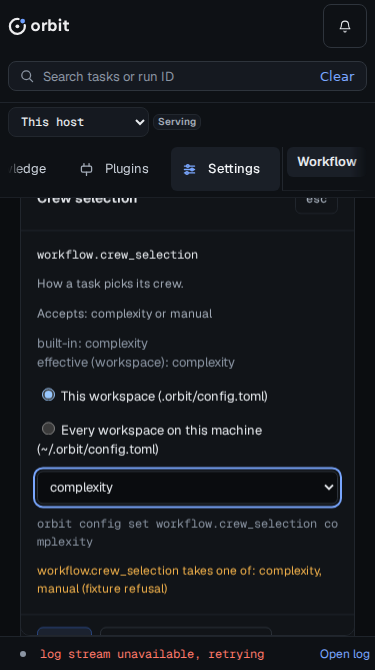 orbit
Search tasks or run ID
Clear
This host
Serving
ledge
Plugins
Settings
Workflow
Crew selection
esc
workflow.crew_selection
How a task picks its crew.
Accepts: complexity or manual
built-in: complexity
effective (workspace): complexity
This workspace (.orbit/config.toml)
Every workspace on this machine
(~/.orbit/config.toml)
complexity
orbit config set workflow.crew_selection co
mplexity
workflow.crew_selection takes one of: complexity,
manual (fixture refusal)
log stream unavailable, retrying
Open log